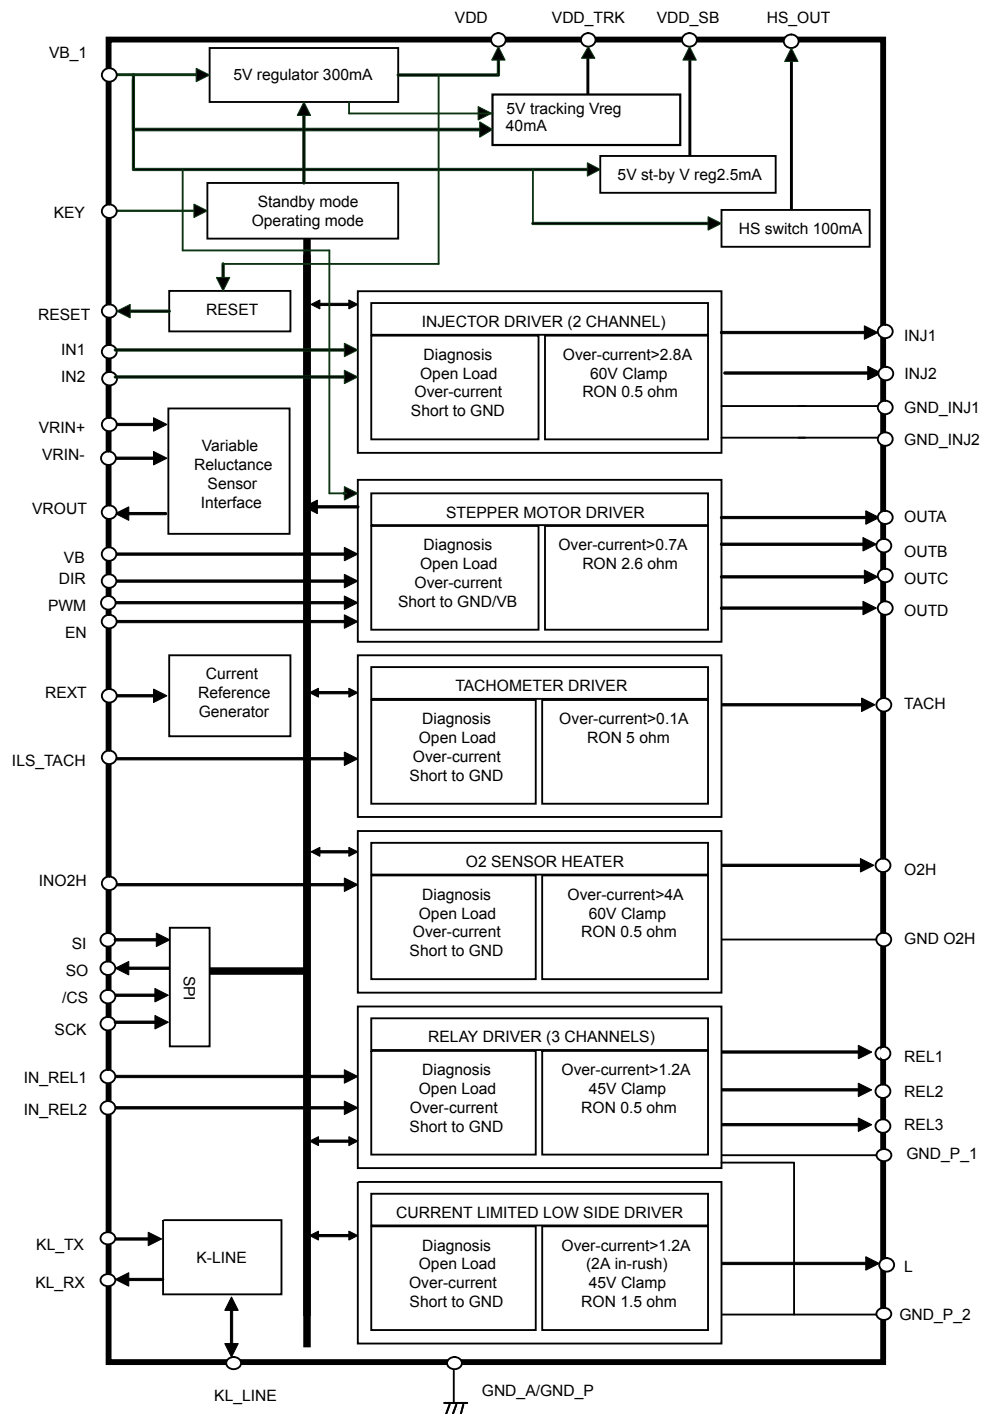 VDD
VDD_TRK
VDD_SB
HS_OUT
VB_1
5V regulator 300mA
5V tracking Vreg
40mA
5V st-by V reg2.5mA
KEY
Standby mode
Operating mode
HS switch 100mA
RESET
RESET
IN1
IN2
INJECTOR DRIVER (2 CHANNEL)
Diagnosis
Open Load
Over-current
Short to GND
Over-current>2.8A
60V Clamp
RON 0.5 ohm
INJ1
INJ2
GND_INJ1
GND_INJ2
VRIN+
VRIN-
VROUT
Variable
Reluctance
Sensor
Interface
VB
DIR
PWM
EN
STEPPER MOTOR DRIVER
Diagnosis
Open Load
Over-current
Short to GND/VB
Over-current>0.7A
RON 2.6 ohm
OUTA
OUTB
OUTC
OUTD
REXT
Current
Reference
Generator
ILS_TACH
TACHOMETER DRIVER
Diagnosis
Open Load
Over-current
Short to GND
Over-current>0.1A
RON 5 ohm
TACH
INO2H
O2 SENSOR HEATER
Diagnosis
Open Load
Over-current
Short to GND
Over-current>4A
60V Clamp
RON 0.5 ohm
O2H
GND O2H
SI
SO
/CS
SCK
SPI
IN_REL1
IN_REL2
RELAY DRIVER (3 CHANNELS)
Diagnosis
Open Load
Over-current
Short to GND
Over-current>1.2A
45V Clamp
RON 0.5 ohm
REL1
REL2
REL3
GND_P_1
KL_TX
KL_RX
K-LINE
CURRENT LIMITED LOW SIDE DRIVER
Diagnosis
Open Load
Over-current
Short to GND
Over-current>1.2A
(2A in-rush)
45V Clamp
RON 1.5 ohm
L
GND_P_2
KL_LINE
GND_A/GND_P